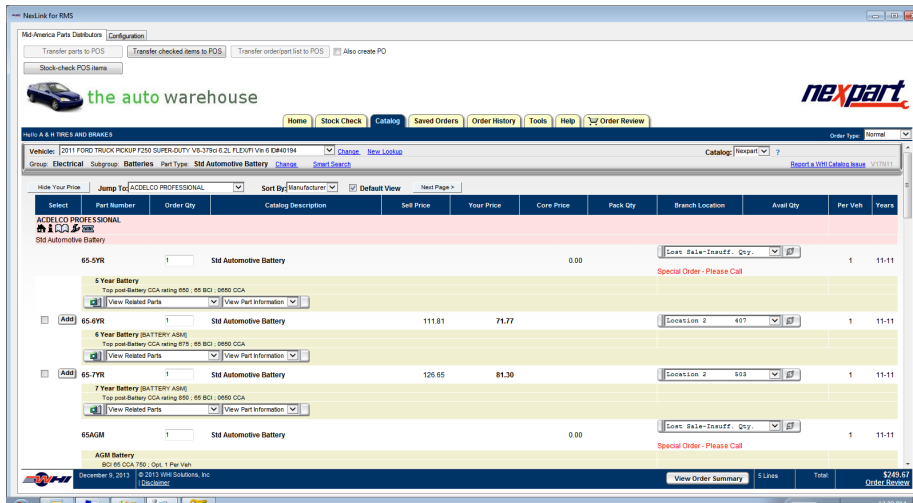 NexLink for RMS
Mid-America Parts Distributors Configuration
Transfer parts to POS Transfer checked items to POS Transfer order/part list to POS Also create PO
Stock-check POS items
the auto warehouse nexpart.
Home Stock Check Catalog Saved Orders Order History Tools Help Order Review
Hello A & H TIRES AND BRAKES Order Type: Normal
Vehicle: 2011 FORD TRUCK PICKUP F250 SUPER-DUTY V8-379ci 6.2L FLEX/FI Vin 6 ID#40194 Change New Lookup Catalog: Nexpart ?
Group: Electrical Subgroup: Batteries Part Type: Std Automotive Battery Change Smart Search Report a WHI Catalog Issue V17N11
Hide Your Price Jump To: ACDELCO PROFESSIONAL Sort By: Manufacturer Default View Next Page >
Select Part Number Order Qty Catalog Description Sell Price Your Price Core Price Pack Qty Branch Location Avail Qty Per Veh Years
ACDELCO PROFESSIONAL
Std Automotive Battery
65-5YR 1 Std Automotive Battery 0.00 Lost Sale-Insuff. Qty. 1 11-11
Special Order - Please Call
5 Year Battery
Top post-Battery CCA rating 650 ; 65 BCI ; 0650 CCA
View Related Parts View Part Information
Add 65-6YR 1 Std Automotive Battery 111.81 71.77 Location 2 407 1 11-11
6 Year Battery [BATTERY ASM]
Top post-Battery CCA rating 675 ; 65 BCI ; 0650 CCA
View Related Parts View Part Information
Add 65-7YR 1 Std Automotive Battery 126.65 81.30 Location 2 503 1 11-11
7 Year Battery [BATTERY ASM]
Top post-Battery CCA rating 850 ; 65 BCI ; 0850 CCA
View Related Parts View Part Information
65AGM 1 Std Automotive Battery 0.00 Lost Sale-Insuff. Qty. 1 11-11
Special Order - Please Call
AGM Battery
BCI 65 CCA 750 ; Opt. 1 Per Veh
WHI December 9, 2013 © 2013 WHI Solutions, Inc View Order Summary 5 Lines Total: $249.67
| Disclaimer Order Review